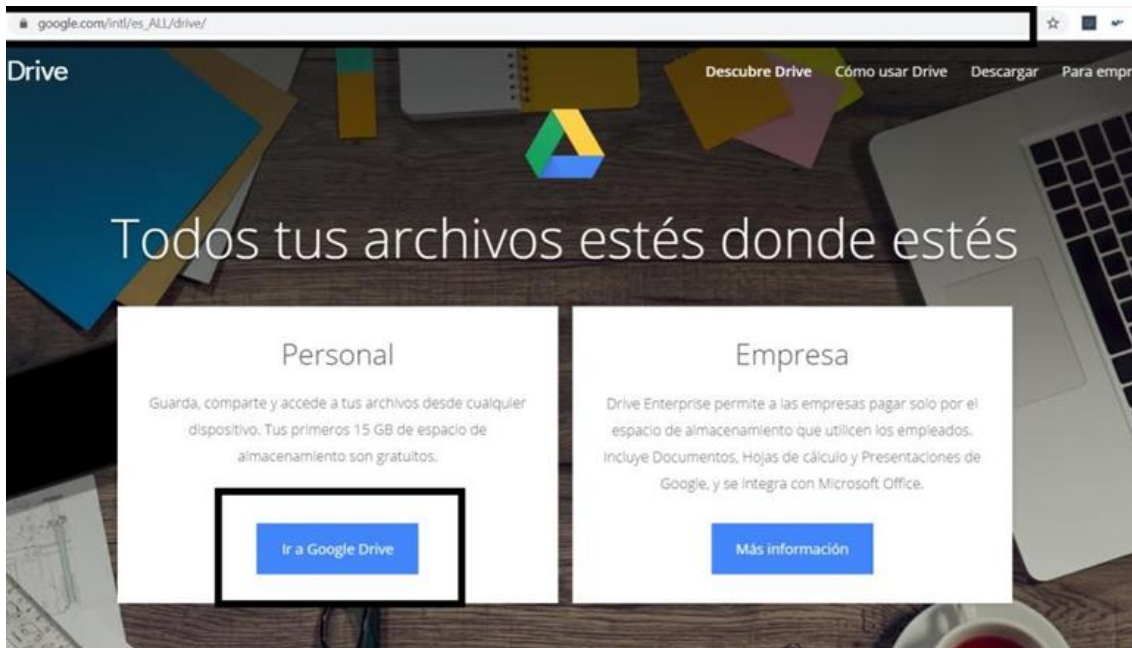 google.com/intl/es_ALL/drive/
Drive
Descubre Drive Cómo usar Drive Descargar Para empr
Todos tus archivos estés donde estés
Personal
Guarda, comparte y accede a tus archivos desde cualquier
dispositivo. Tus primeros 15 GB de espacio de
almacenamiento son gratuitos.
Ir a Google Drive
Empresa
Drive Enterprise permite a las empresas pagar solo por el
espacio de almacenamiento que utilicen los empleados.
Incluye Documentos, Hojas de cálculo y Presentaciones de
Google, y se integra con Microsoft Office.
Más información